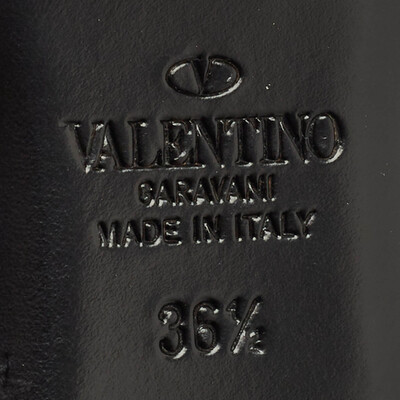 V
VALENTINO
GARAVANI
MADE IN ITALY
36½